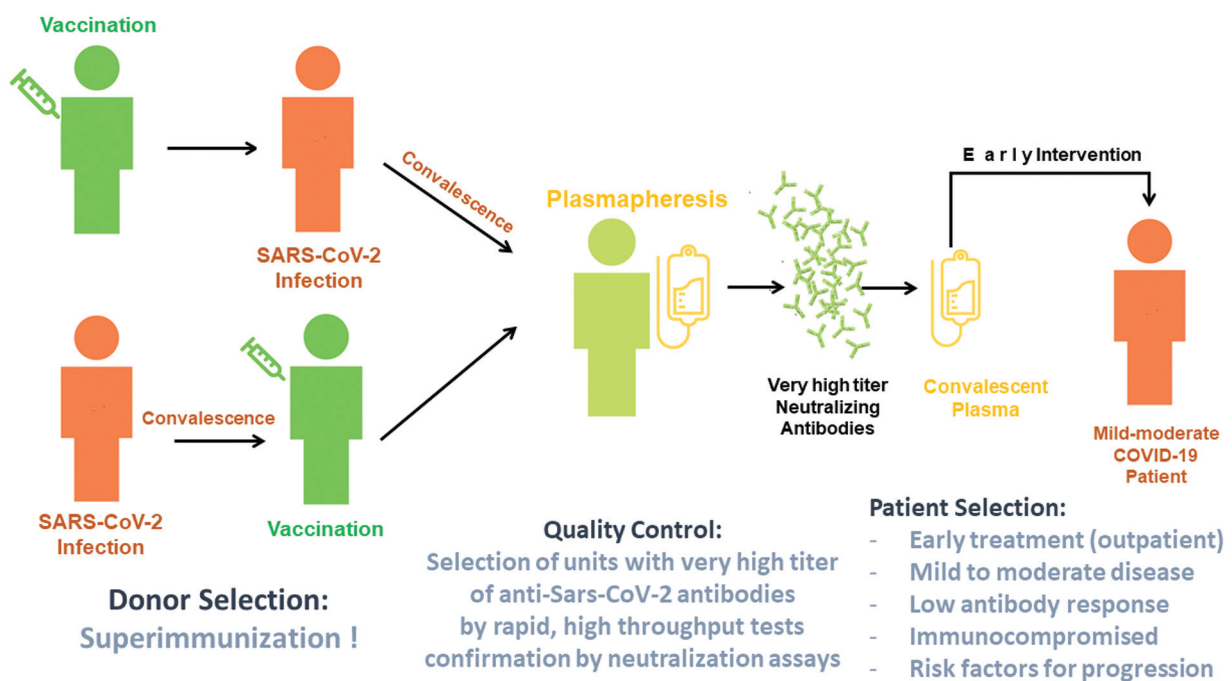 Vaccination
SARS-CoV-2
Infection
Convalescence
SARS-CoV-2
Infection
Convalescence
Vaccination
Donor Selection:
Superimmunization !
Plasmapheresis
Very high titer
Neutralizing
Antibodies
Convalescent
Plasma
E a r l y Intervention
Mild-moderate
COVID-19
Patient
Quality Control:
Selection of units with very high titer
of anti-Sars-CoV-2 antibodies
by rapid, high throughput tests
confirmation by neutralization assays
Patient Selection:
- Early treatment (outpatient)
- Mild to moderate disease
- Low antibody response
- Immunocompromised
- Risk factors for progression